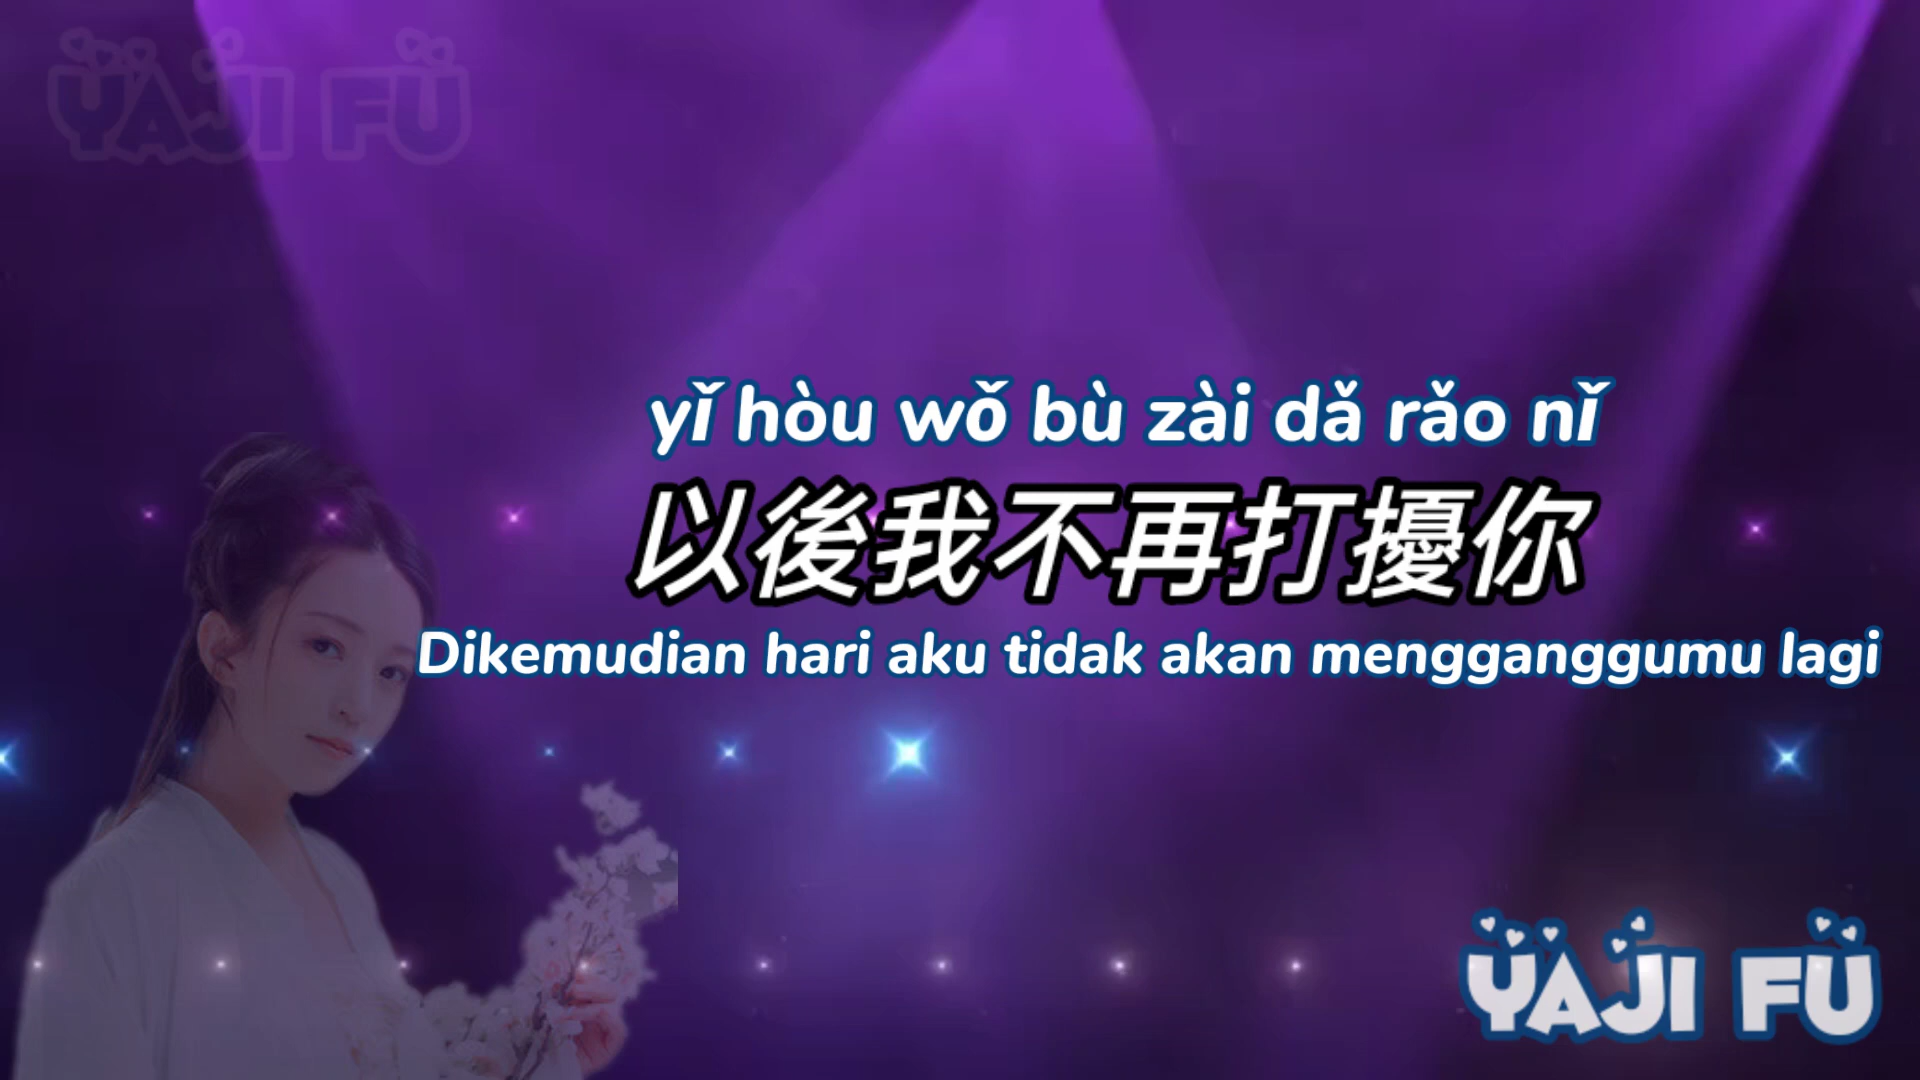 YAJI FU
yǐ hòu wǒ bù zài dǎ rǎo nǐ
以後我不再打擾你
Dikemudian hari aku tidak akan mengganggumu lagi
YAJI FU